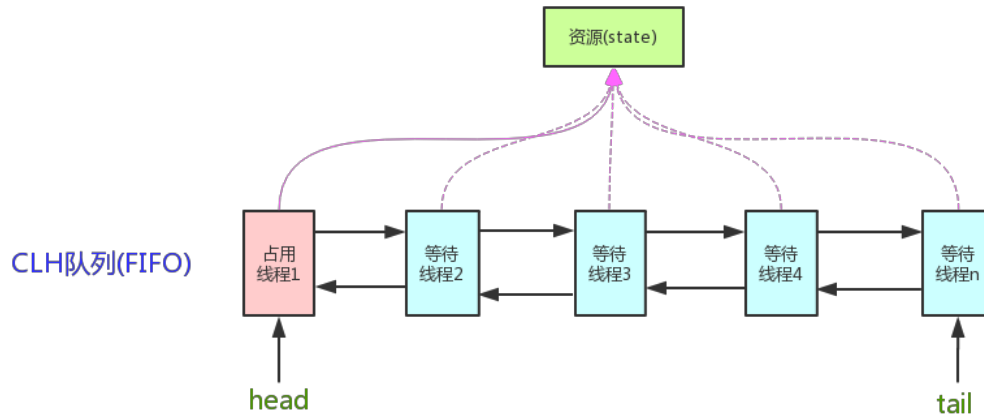 资源(state)
CLH队列(FIFO)
占用
线程1
等待
线程2
等待
线程3
等待
线程4
等待
线程n
head
tail